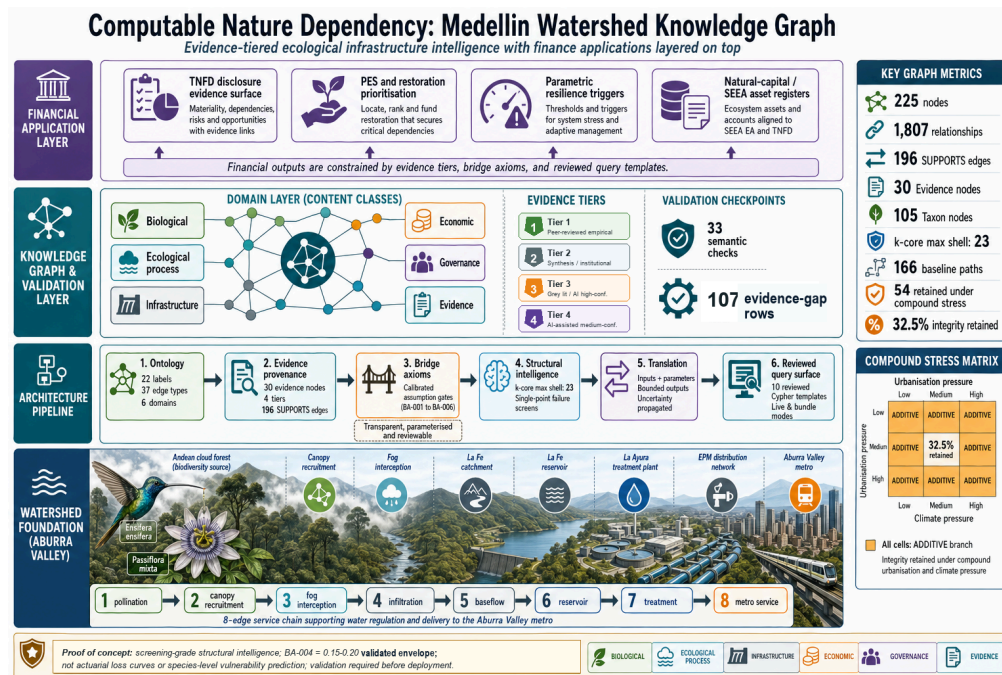 Computable Nature Dependency: Medellin Watershed Knowledge Graph
Evidence-tiered ecological infrastructure intelligence with finance applications layered on top
FINANCIAL
APPLICATION
LAYER
TNFD disclosure
evidence surface
Materiality, dependencies,
risks and opportunities
with evidence links
PES and restoration
prioritisation
Locate, rank and fund
restoration that secures
critical dependencies
Parametric
resilience triggers
Thresholds and triggers
for system stress and
adaptive management
Natural-capital /
SEEA asset registers
Ecosystem assets and
accounts aligned to
SEEA EA and TNFD
Financial outputs are constrained by evidence tiers, bridge axioms, and reviewed query templates.
KNOWLEDGE
GRAPH &
VALIDATION
LAYER
DOMAIN LAYER (CONTENT CLASSES)
Biological
Ecological
process
Infrastructure
Economic
Governance
Evidence
EVIDENCE TIERS
1
Tier 1
Peer-reviewed empirical
2
Tier 2
Synthesis / institutional
3
Tier 3
Grey lit / AI high-conf.
4
Tier 4
AI-assisted medium-conf.
VALIDATION CHECKPOINTS
33
semantic
checks
107 evidence-gap
rows
ARCHITECTURE
PIPELINE
1. Ontology
22 labels
37 edge types
6 domains
2. Evidence
provenance
30 evidence nodes
4 tiers
196 SUPPORTS edges
3. Bridge
axioms
Calibrated
assumption gates
(BA-001 to BA-006)
Transparent, parameterised
and reviewable
4. Structural
intelligence
k-core max shell: 23
Single-point failure
screens
5. Translation
Inputs + parameters
Bounded outputs
Uncertainty
propagated
6. Reviewed
query surface
10 reviewed
Cypher templates
Live & bundle
modes
WATERSHED
FOUNDATION
(ABURRA
VALLEY)
Andean cloud forest
(biodiversity source)
Canopy
recruitment
Fog
interception
La Fe
catchment
La Fe
reservoir
La Ayura
treatment plant
EPM distribution
network
Aburra Valley
metro
Ensifera
ensifera
Passiflora
mixta
1 pollination
2 canopy
recruitment
3 fog
interception
4 infiltration
5 baseflow
6 reservoir
7 treatment
8 metro service
8-edge service chain supporting water regulation and delivery to the Aburra Valley metro
KEY GRAPH METRICS
225 nodes
1,807 relationships
196 SUPPORTS edges
30 Evidence nodes
105 Taxon nodes
k-core max shell: 23
166 baseline paths
54 retained under
compound stress
% 32.5% integrity retained
COMPOUND STRESS MATRIX
Urbanisation pressure
Low Medium High
Urbanisation pressure
Low ADDITIVE ADDITIVE ADDITIVE
Medium ADDITIVE 32.5% retained ADDITIVE
High ADDITIVE ADDITIVE ADDITIVE
Low Medium High
Climate pressure
All cells: ADDITIVE branch
Integrity retained under compound
urbanisation and climate pressure
Proof of concept: screening-grade structural intelligence; BA-004 = 0.15-0.20 validated envelope;
not actuarial loss curves or species-level vulnerability prediction; validation required before deployment.
BIOLOGICAL
ECOLOGICAL
PROCESS
INFRASTRUCTURE
ECONOMIC
GOVERNANCE
EVIDENCE